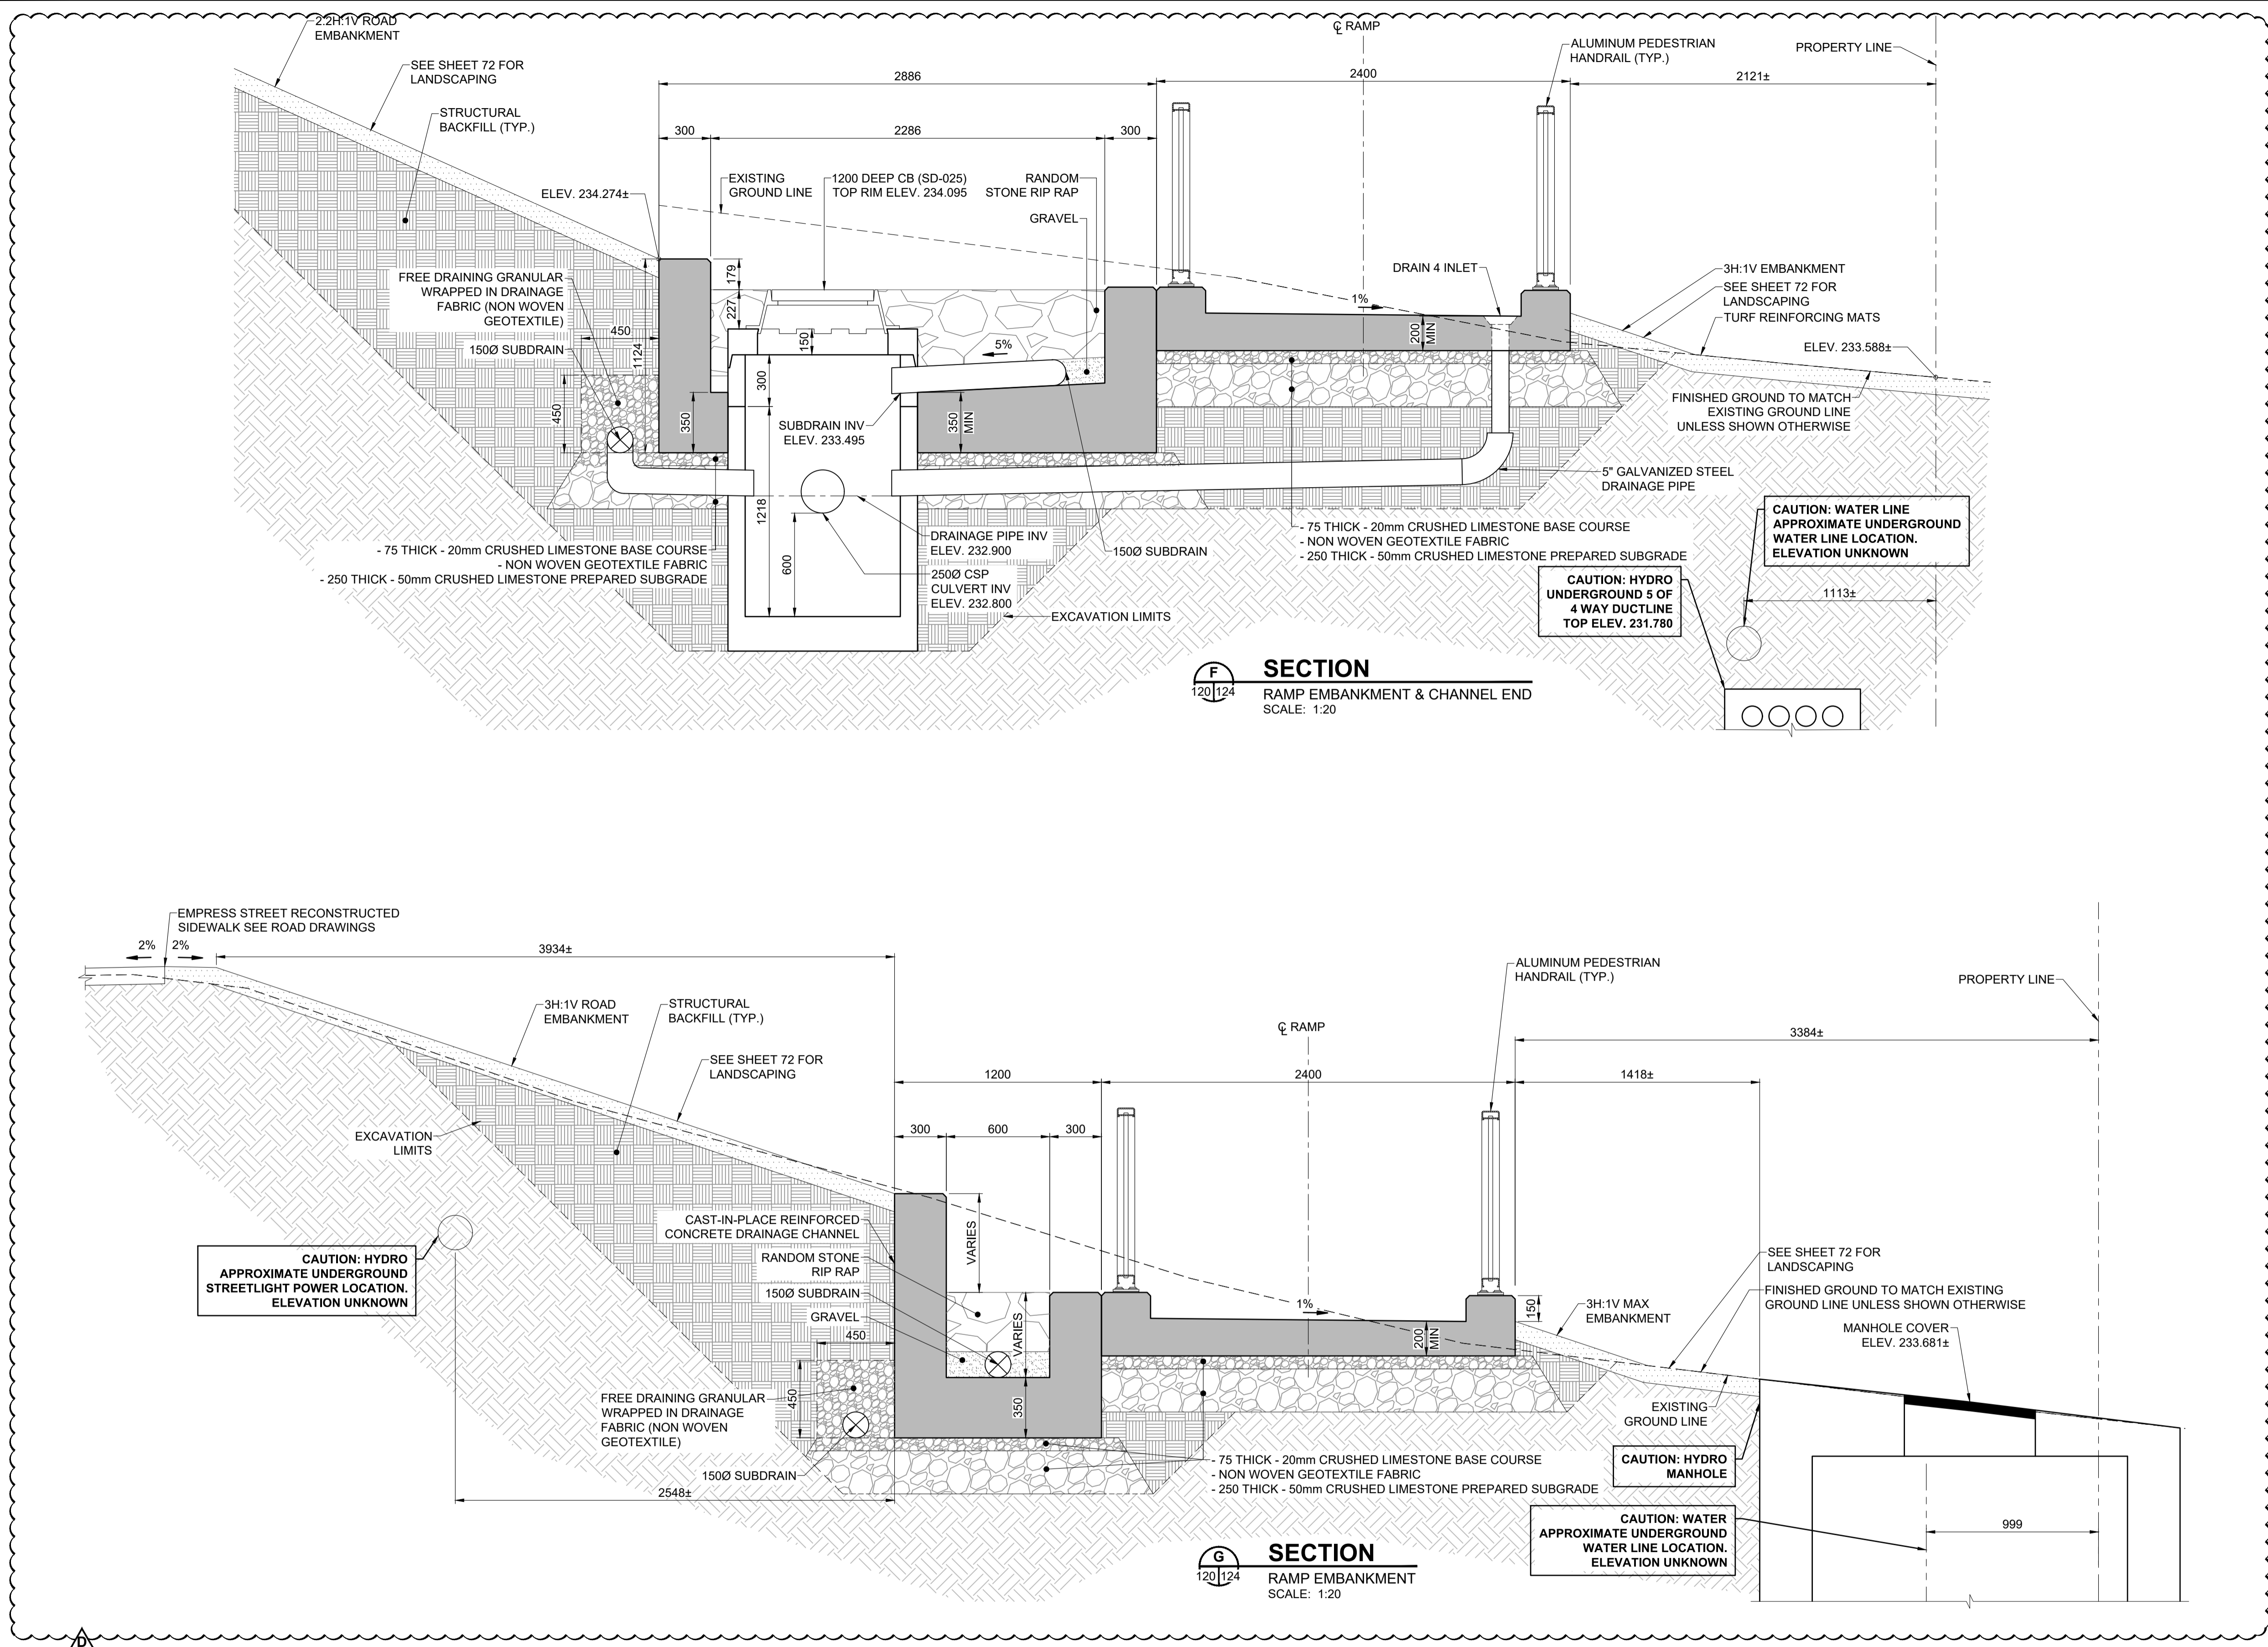 2.2H:1V ROAD
EMBANKMENT
SEE SHEET 72 FOR
LANDSCAPING
STRUCTURAL
BACKFILL (TYP.)
℄ RAMP
ALUMINUM PEDESTRIAN
HANDRAIL (TYP.)
PROPERTY LINE
2886
2400
2121±
300
2286
300
EXISTING
GROUND LINE
1200 DEEP CB (SD-025)
TOP RIM ELEV. 234.095
RANDOM
STONE RIP RAP
GRAVEL
ELEV. 234.274±
FREE DRAINING GRANULAR
WRAPPED IN DRAINAGE
FABRIC (NON WOVEN
GEOTEXTILE)
450
150Ø SUBDRAIN
1124
179
227
150
300
5%
DRAIN 4 INLET
1%
200
MIN
3H:1V EMBANKMENT
SEE SHEET 72 FOR
LANDSCAPING
TURF REINFORCING MATS
ELEV. 233.588±
450
350
SUBDRAIN INV
ELEV. 233.495
350
MIN
FINISHED GROUND TO MATCH
EXISTING GROUND LINE
UNLESS SHOWN OTHERWISE
5" GALVANIZED STEEL
DRAINAGE PIPE
1218
600
- 75 THICK - 20mm CRUSHED LIMESTONE BASE COURSE
- NON WOVEN GEOTEXTILE FABRIC
- 250 THICK - 50mm CRUSHED LIMESTONE PREPARED SUBGRADE
DRAINAGE PIPE INV
ELEV. 232.900
250Ø CSP
CULVERT INV
ELEV. 232.800
150Ø SUBDRAIN
EXCAVATION LIMITS
- 75 THICK - 20mm CRUSHED LIMESTONE BASE COURSE
- NON WOVEN GEOTEXTILE FABRIC
- 250 THICK - 50mm CRUSHED LIMESTONE PREPARED SUBGRADE
CAUTION: WATER LINE
APPROXIMATE UNDERGROUND
WATER LINE LOCATION.
ELEVATION UNKNOWN
CAUTION: HYDRO
UNDERGROUND 5 OF
4 WAY DUCTLINE
TOP ELEV. 231.780
1113±
F
120 124
SECTION
RAMP EMBANKMENT & CHANNEL END
SCALE: 1:20
EMPRESS STREET RECONSTRUCTED
SIDEWALK SEE ROAD DRAWINGS
2%
2%
3934±
3H:1V ROAD
EMBANKMENT
STRUCTURAL
BACKFILL (TYP.)
SEE SHEET 72 FOR
LANDSCAPING
℄ RAMP
ALUMINUM PEDESTRIAN
HANDRAIL (TYP.)
PROPERTY LINE
3384±
1200
2400
1418±
300
600
300
EXCAVATION
LIMITS
CAST-IN-PLACE REINFORCED
CONCRETE DRAINAGE CHANNEL
RANDOM STONE
RIP RAP
150Ø SUBDRAIN
GRAVEL
450
VARIES
VARIES
CAUTION: HYDRO
APPROXIMATE UNDERGROUND
STREETLIGHT POWER LOCATION.
ELEVATION UNKNOWN
1%
200
MIN
150
3H:1V MAX
EMBANKMENT
SEE SHEET 72 FOR
LANDSCAPING
FINISHED GROUND TO MATCH EXISTING
GROUND LINE UNLESS SHOWN OTHERWISE
MANHOLE COVER
ELEV. 233.681±
FREE DRAINING GRANULAR
WRAPPED IN DRAINAGE
FABRIC (NON WOVEN
GEOTEXTILE)
450
350
150Ø SUBDRAIN
2548±
EXISTING
GROUND LINE
- 75 THICK - 20mm CRUSHED LIMESTONE BASE COURSE
- NON WOVEN GEOTEXTILE FABRIC
- 250 THICK - 50mm CRUSHED LIMESTONE PREPARED SUBGRADE
CAUTION: HYDRO
MANHOLE
CAUTION: WATER
APPROXIMATE UNDERGROUND
WATER LINE LOCATION.
ELEVATION UNKNOWN
999
G
120 124
SECTION
RAMP EMBANKMENT
SCALE: 1:20
D